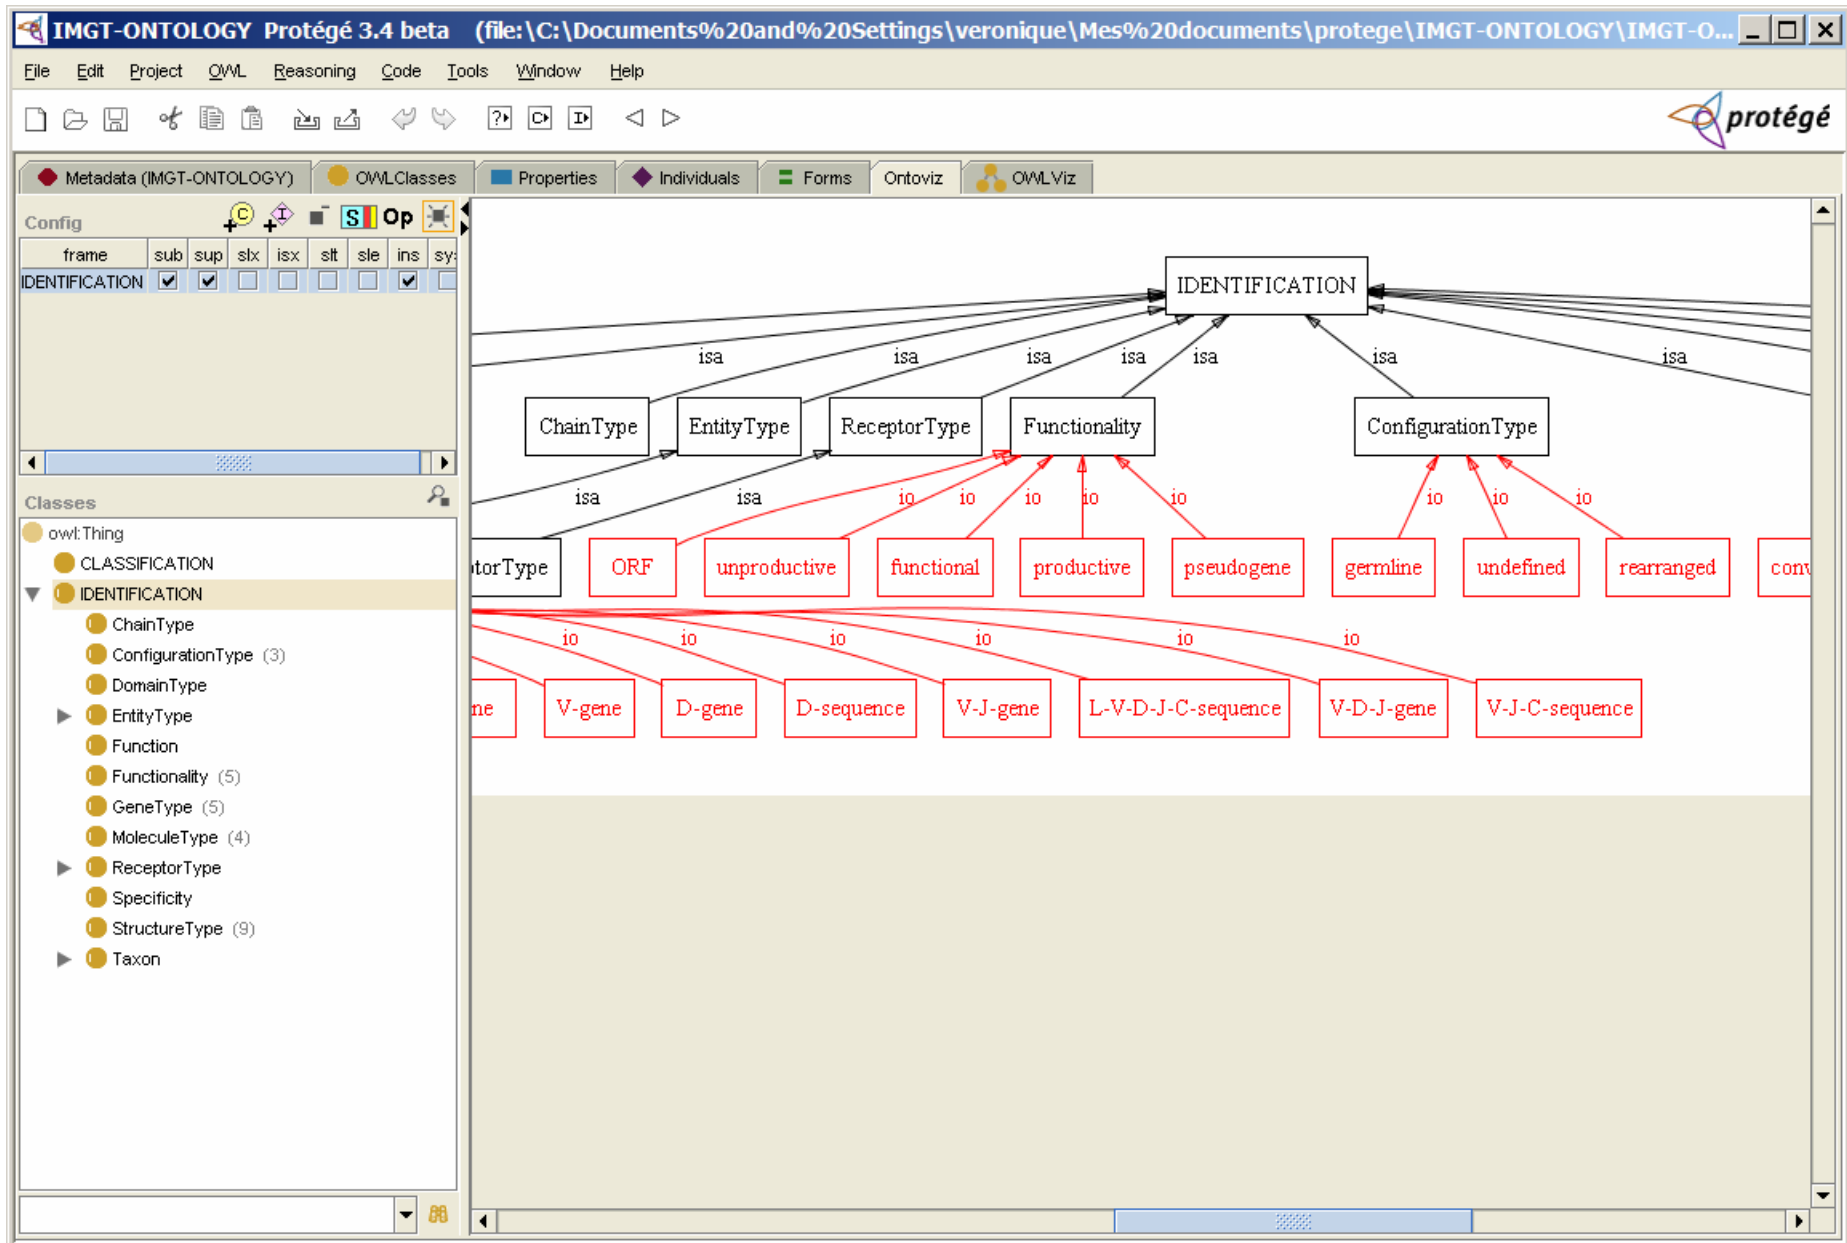 IMGT-ONTOLOGY Protégé 3.4 beta (file:\C:\Documents%20and%20Settings\veronique\Mes%20documents\protege\IMGT-ONTOLOGY\IMGT-O...
File Edit Project OWL Reasoning Code Tools Window Help
protégé
Metadata (IMGT-ONTOLOGY) OWLClasses Properties Individuals Forms Ontoviz OWLViz
Config C I S Op
frame sub sup slx isx slt sle ins sy
IDENTIFICATION
Classes
owl:Thing
CLASSIFICATION
IDENTIFICATION
ChainType
ConfigurationType (3)
DomainType
EntityType
Function
Functionality (5)
GeneType (5)
MoleculeType (4)
ReceptorType
Specificity
StructureType (9)
Taxon
IDENTIFICATION
isa isa isa isa isa isa isa
ChainType EntityType ReceptorType Functionality ConfigurationType
isa isa io io io io io io io io
torType ORF unproductive functional productive pseudogene germline undefined rearranged conv
io io io io io io
ne V-gene D-gene D-sequence V-J-gene L-V-D-J-C-sequence V-D-J-gene V-J-C-sequence